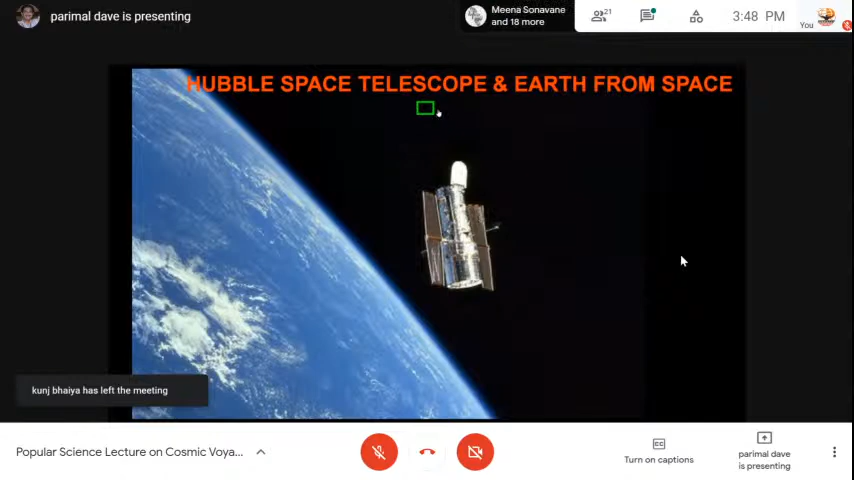 parimal dave is presenting
Meena Sonavane
and 18 more
21
3:48 PM
You
HUBBLE SPACE TELESCOPE & EARTH FROM SPACE
kunj bhaiya has left the meeting
Popular Science Lecture on Cosmic Voya...
CC
Turn on captions
parimal dave
is presenting